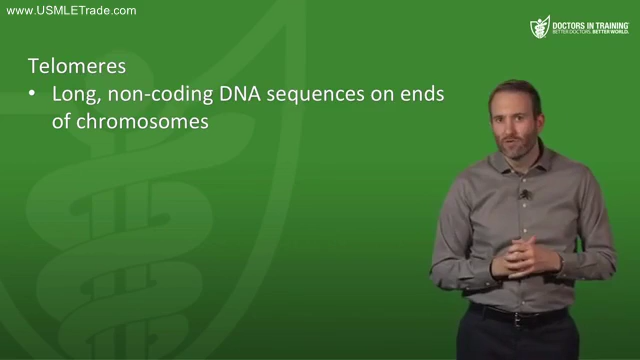 www.USMLETrade.com
DOCTORS IN TRAINING
BETTER DOCTORS, BETTER WORLD.
Telomeres
• Long, non-coding DNA sequences on ends
of chromosomes